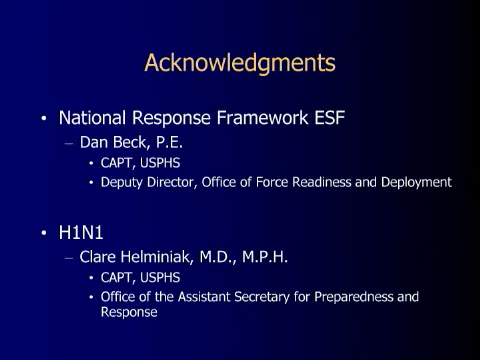 Acknowledgments
• National Response Framework ESF
– Dan Beck, P.E.
• CAPT, USPHS
• Deputy Director, Office of Force Readiness and Deployment
• H1N1
– Clare Helminiak, M.D., M.P.H.
• CAPT, USPHS
• Office of the Assistant Secretary for Preparedness and
Response